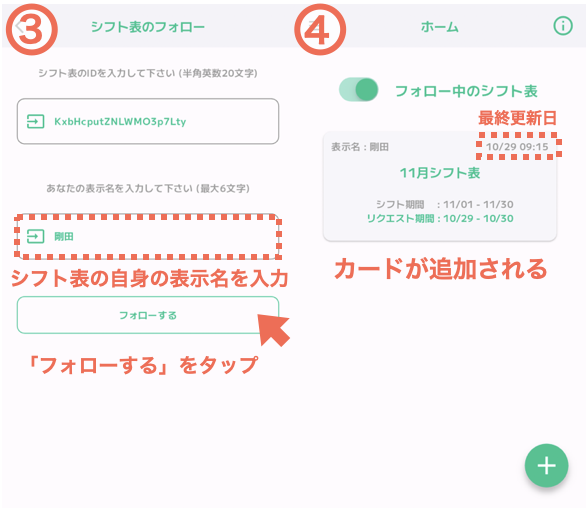 ③
シフト表のフォロー
シフト表のIDを入力して下さい (半角英数20文字)
KxbHcputZNLWMO3p7Lty
あなたの表示名を入力して下さい (最大6文字)
剛田
シフト表の自身の表示名を入力
フォローする
「フォローする」をタップ
④
ホーム
フォロー中のシフト表
最終更新日
表示名 : 剛田
10/29 09:15
11月シフト表
シフト期間 : 11/01 - 11/30
リクエスト期間 : 10/29 - 10/30
カードが追加される